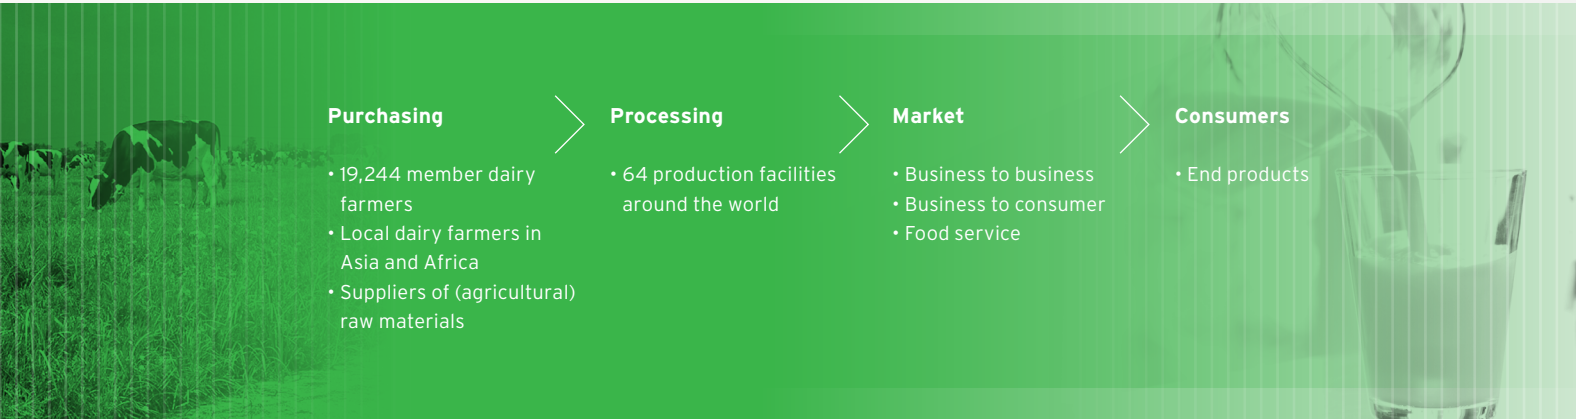 Purchasing
• 19,244 member dairy
farmers
• Local dairy farmers in
Asia and Africa
• Suppliers of (agricultural)
raw materials
Processing
• 64 production facilities
around the world
Market
• Business to business
• Business to consumer
• Food service
Consumers
• End products